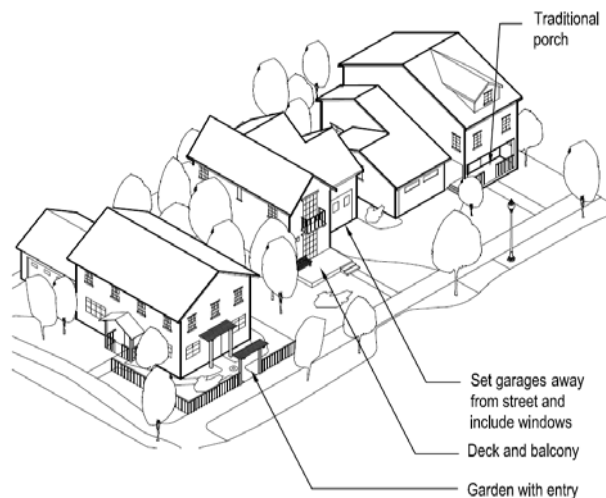 Traditional
porch
Set garages away
from street and
include windows
Deck and balcony
Garden with entry